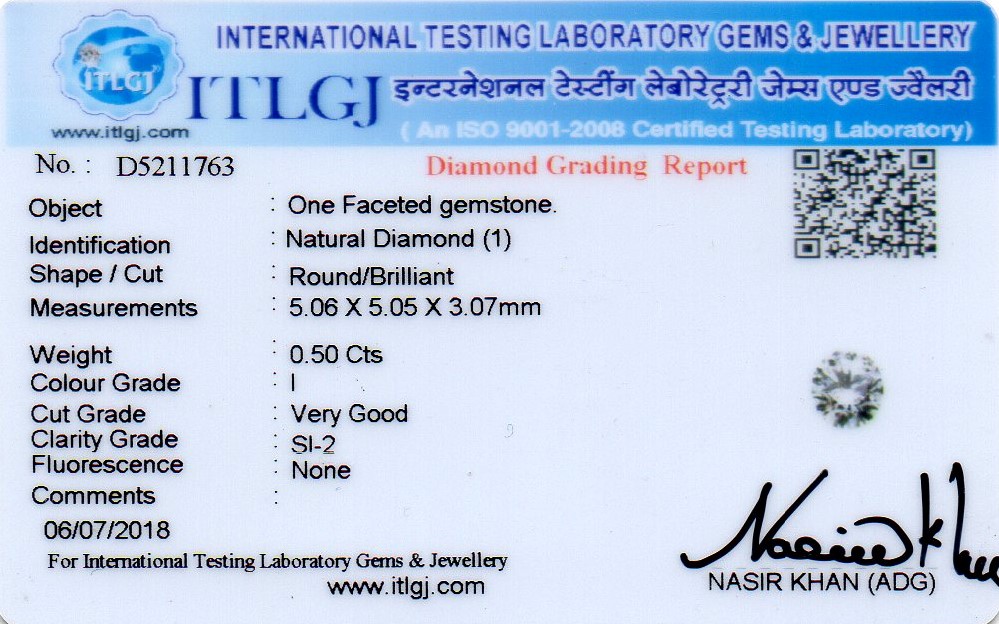 INTERNATIONAL TESTING LABORATORY GEMS & JEWELLERY
ITLGJ
ITLGJ इन्टरनेशनल टेस्टींग लेबोरेट्ररी जेम्स एण्ड ज्वैलरी
www.itlgj.com
( An ISO 9001-2008 Certified Testing Laboratory)
No. : D5211763
Diamond Grading Report
Object : One Faceted gemstone.
Identification : Natural Diamond (1)
Shape / Cut : Round/Brilliant
Measurements : 5.06 X 5.05 X 3.07mm
Weight : 0.50 Cts
Colour Grade : I
Cut Grade : Very Good
Clarity Grade : SI-2
Fluorescence : None
Comments :
06/07/2018
For International Testing Laboratory Gems & Jewellery
www.itlgj.com
Nasir Khan
NASIR KHAN (ADG)